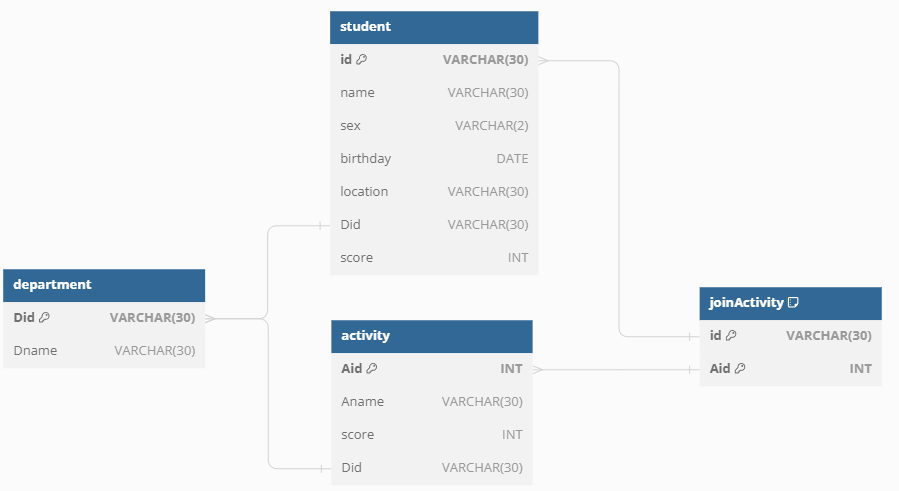 student
id VARCHAR(30)
name VARCHAR(30)
sex VARCHAR(2)
birthday DATE
location VARCHAR(30)
Did VARCHAR(30)
score INT
department
Did VARCHAR(30)
Dname VARCHAR(30)
activity
Aid INT
Aname VARCHAR(30)
score INT
Did VARCHAR(30)
joinActivity
id VARCHAR(30)
Aid INT